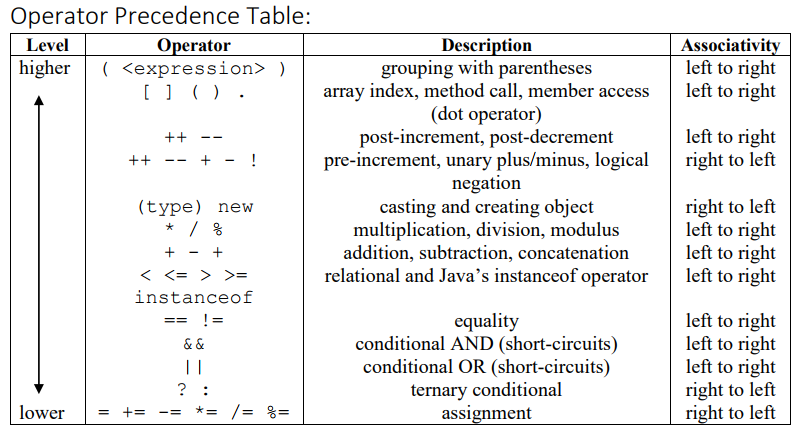 Operator Precedence Table:
Level Operator Description Associativity
higher ( <expression> ) grouping with parentheses left to right
[ ] ( ) . array index, method call, member access left to right
(dot operator)
++ -- post-increment, post-decrement left to right
++ -- + - ! pre-increment, unary plus/minus, logical right to left
negation
(type) new casting and creating object right to left
* / % multiplication, division, modulus left to right
+ - + addition, subtraction, concatenation left to right
< <= > >= relational and Java's instanceof operator left to right
instanceof
== != equality left to right
&& conditional AND (short-circuits) left to right
|| conditional OR (short-circuits) left to right
? : ternary conditional right to left
lower = += -= *= /= %= assignment right to left